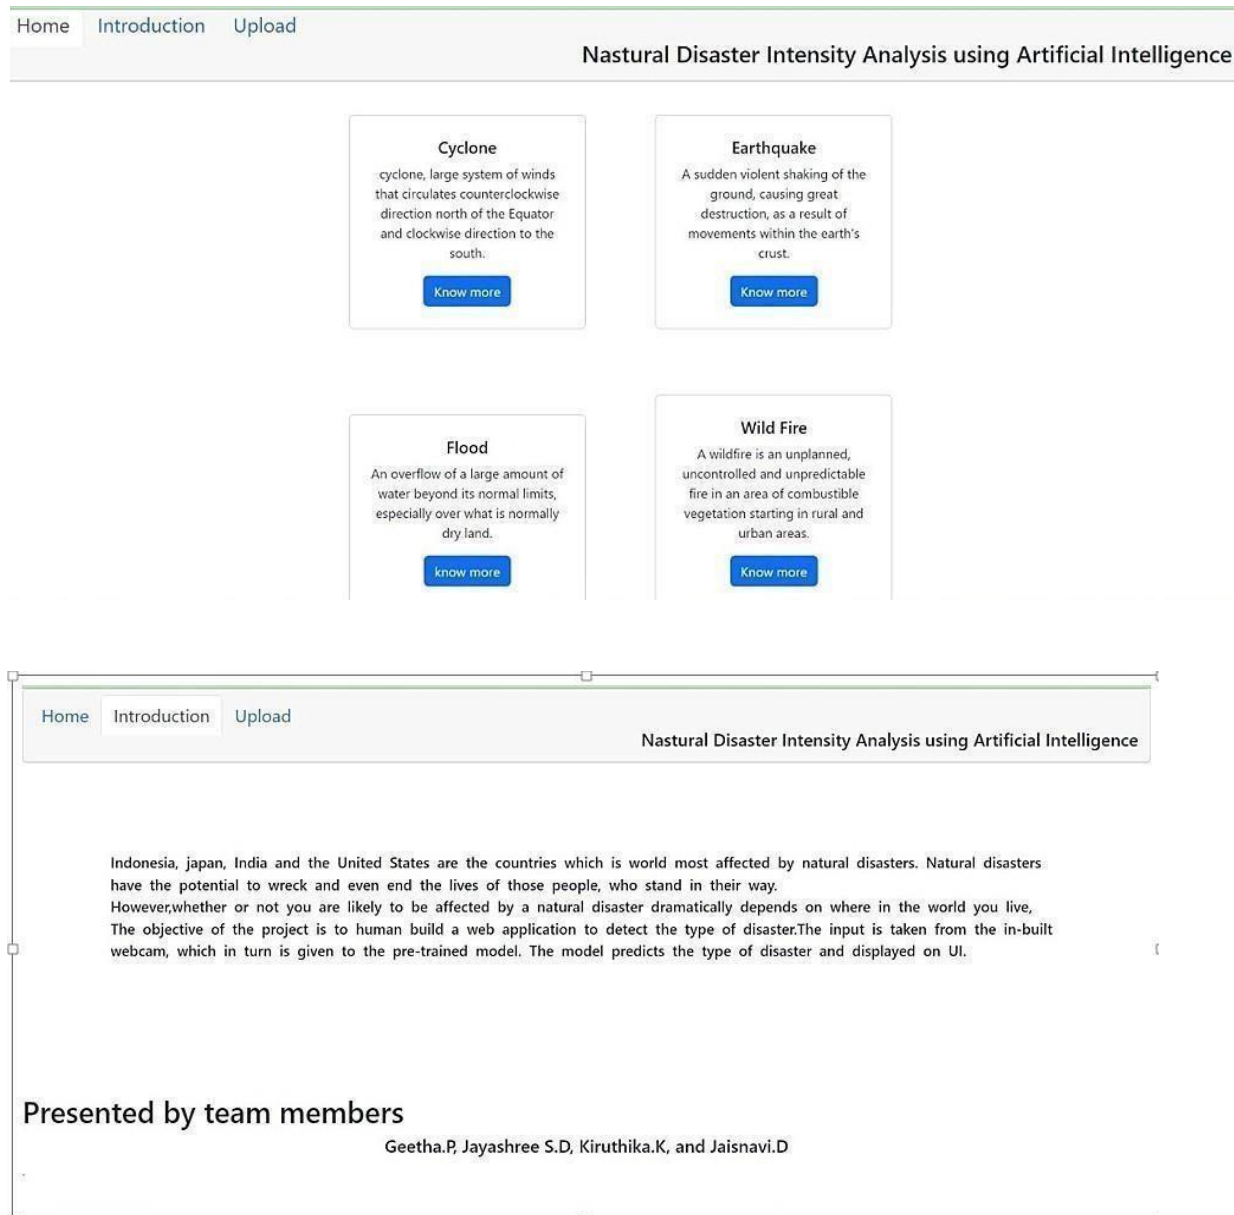 Home Introduction Upload
Nastural Disaster Intensity Analysis using Artificial Intelligence
Cyclone
cyclone, large system of winds
that circulates counterclockwise
direction north of the Equator
and clockwise direction to the
south.
Know more
Earthquake
A sudden violent shaking of the
ground, causing great
destruction, as a result of
movements within the earth's
crust.
Know more
Flood
An overflow of a large amount of
water beyond its normal limits,
especially over what is normally
dry land.
know more
Wild Fire
A wildfire is an unplanned,
uncontrolled and unpredictable
fire in an area of combustible
vegetation starting in rural and
urban areas.
Know more
Home Introduction Upload
Nastural Disaster Intensity Analysis using Artificial Intelligence
Indonesia, japan, India and the United States are the countries which is world most affected by natural disasters. Natural disasters
have the potential to wreck and even end the lives of those people, who stand in their way.
However,whether or not you are likely to be affected by a natural disaster dramatically depends on where in the world you live,
The objective of the project is to human build a web application to detect the type of disaster.The input is taken from the in-built
webcam, which in turn is given to the pre-trained model. The model predicts the type of disaster and displayed on UI.
Presented by team members
Geetha.P, Jayashree S.D, Kiruthika.K, and Jaisnavi.D